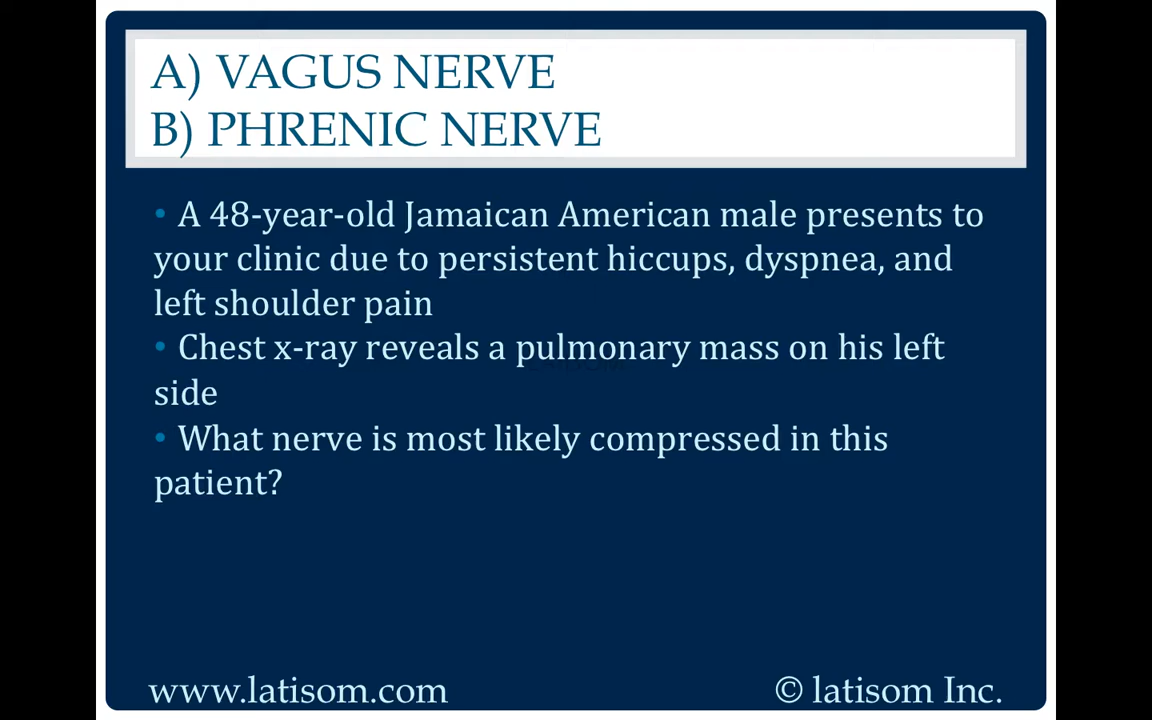 A) VAGUS NERVE
B) PHRENIC NERVE
• A 48-year-old Jamaican American male presents to
your clinic due to persistent hiccups, dyspnea, and
left shoulder pain
• Chest x-ray reveals a pulmonary mass on his left
side
• What nerve is most likely compressed in this
patient?
www.latisom.com
© latisom Inc.